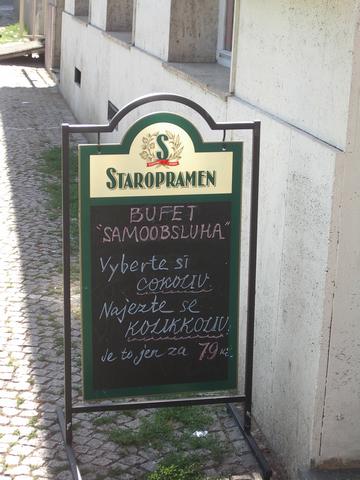 S
STAROPRAMEN
BUFET
"SAMOOBSLUHA"
Vyberte si
COKOLIV
Najezte se
KOLIKKOLIV!
Je to jen za 79 Kč